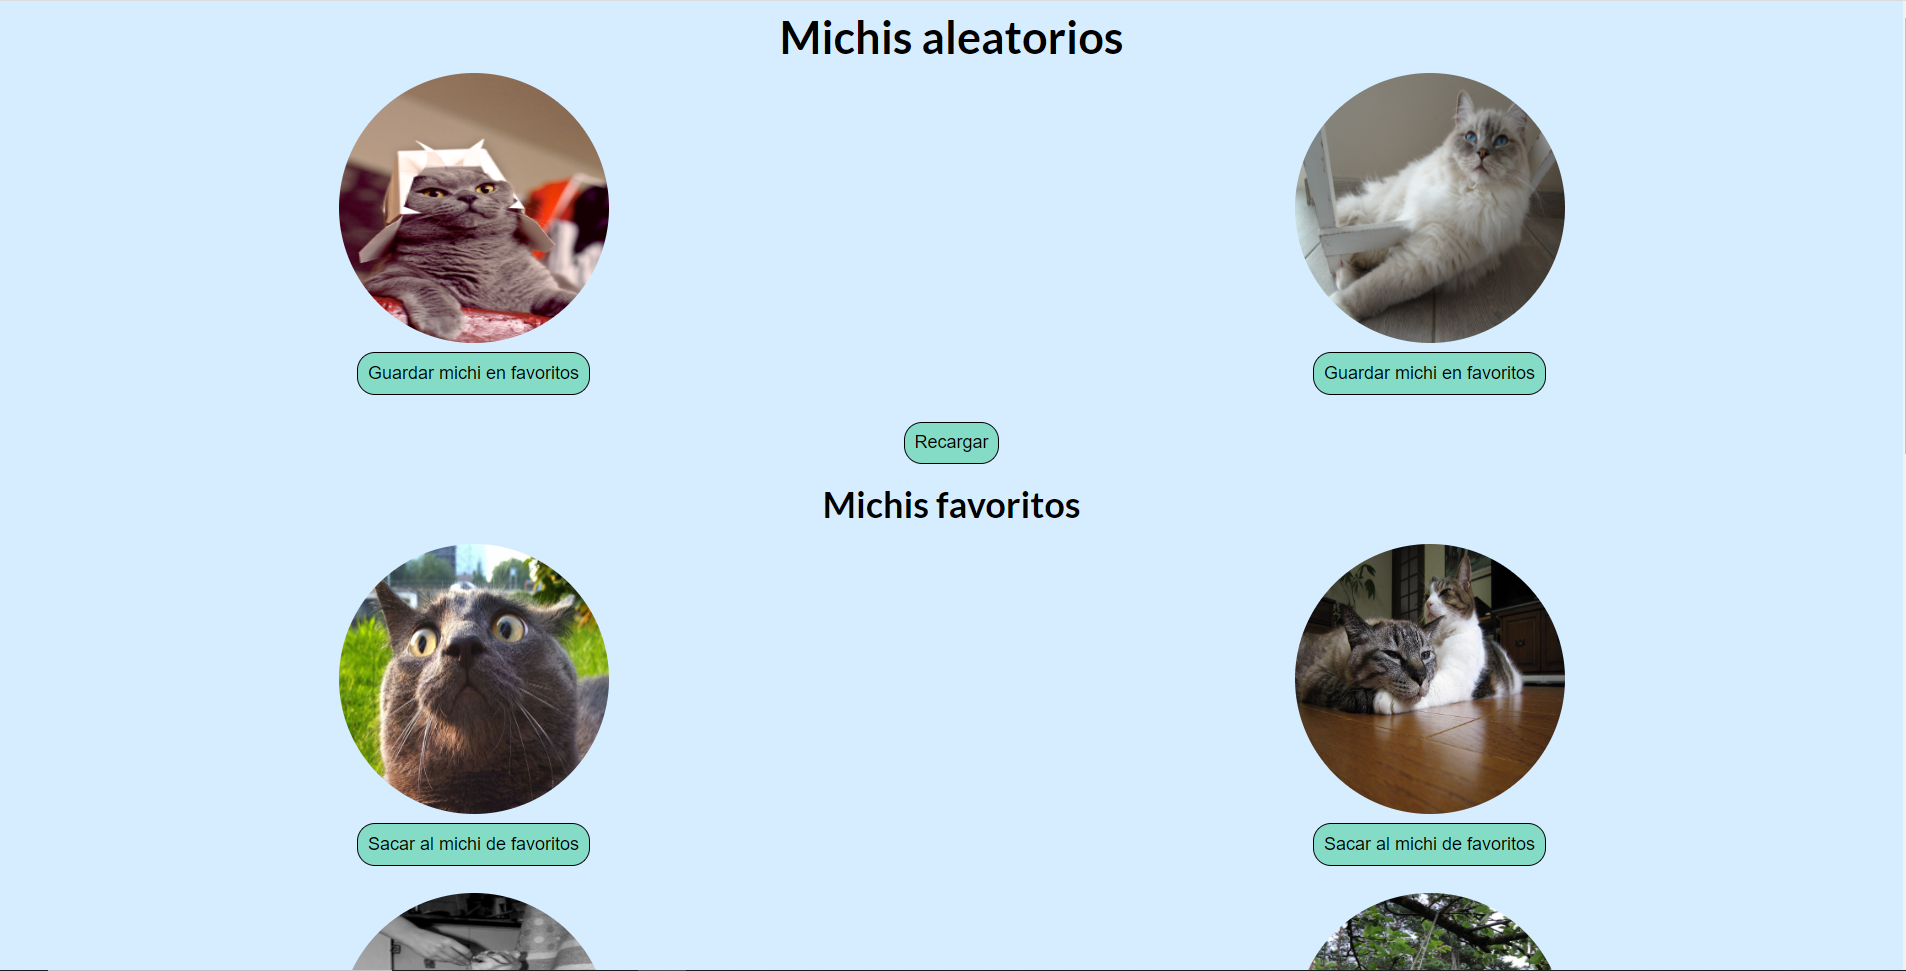 Michis aleatorios
Guardar michi en favoritos
Guardar michi en favoritos
Recargar
Michis favoritos
Sacar al michi de favoritos
Sacar al michi de favoritos